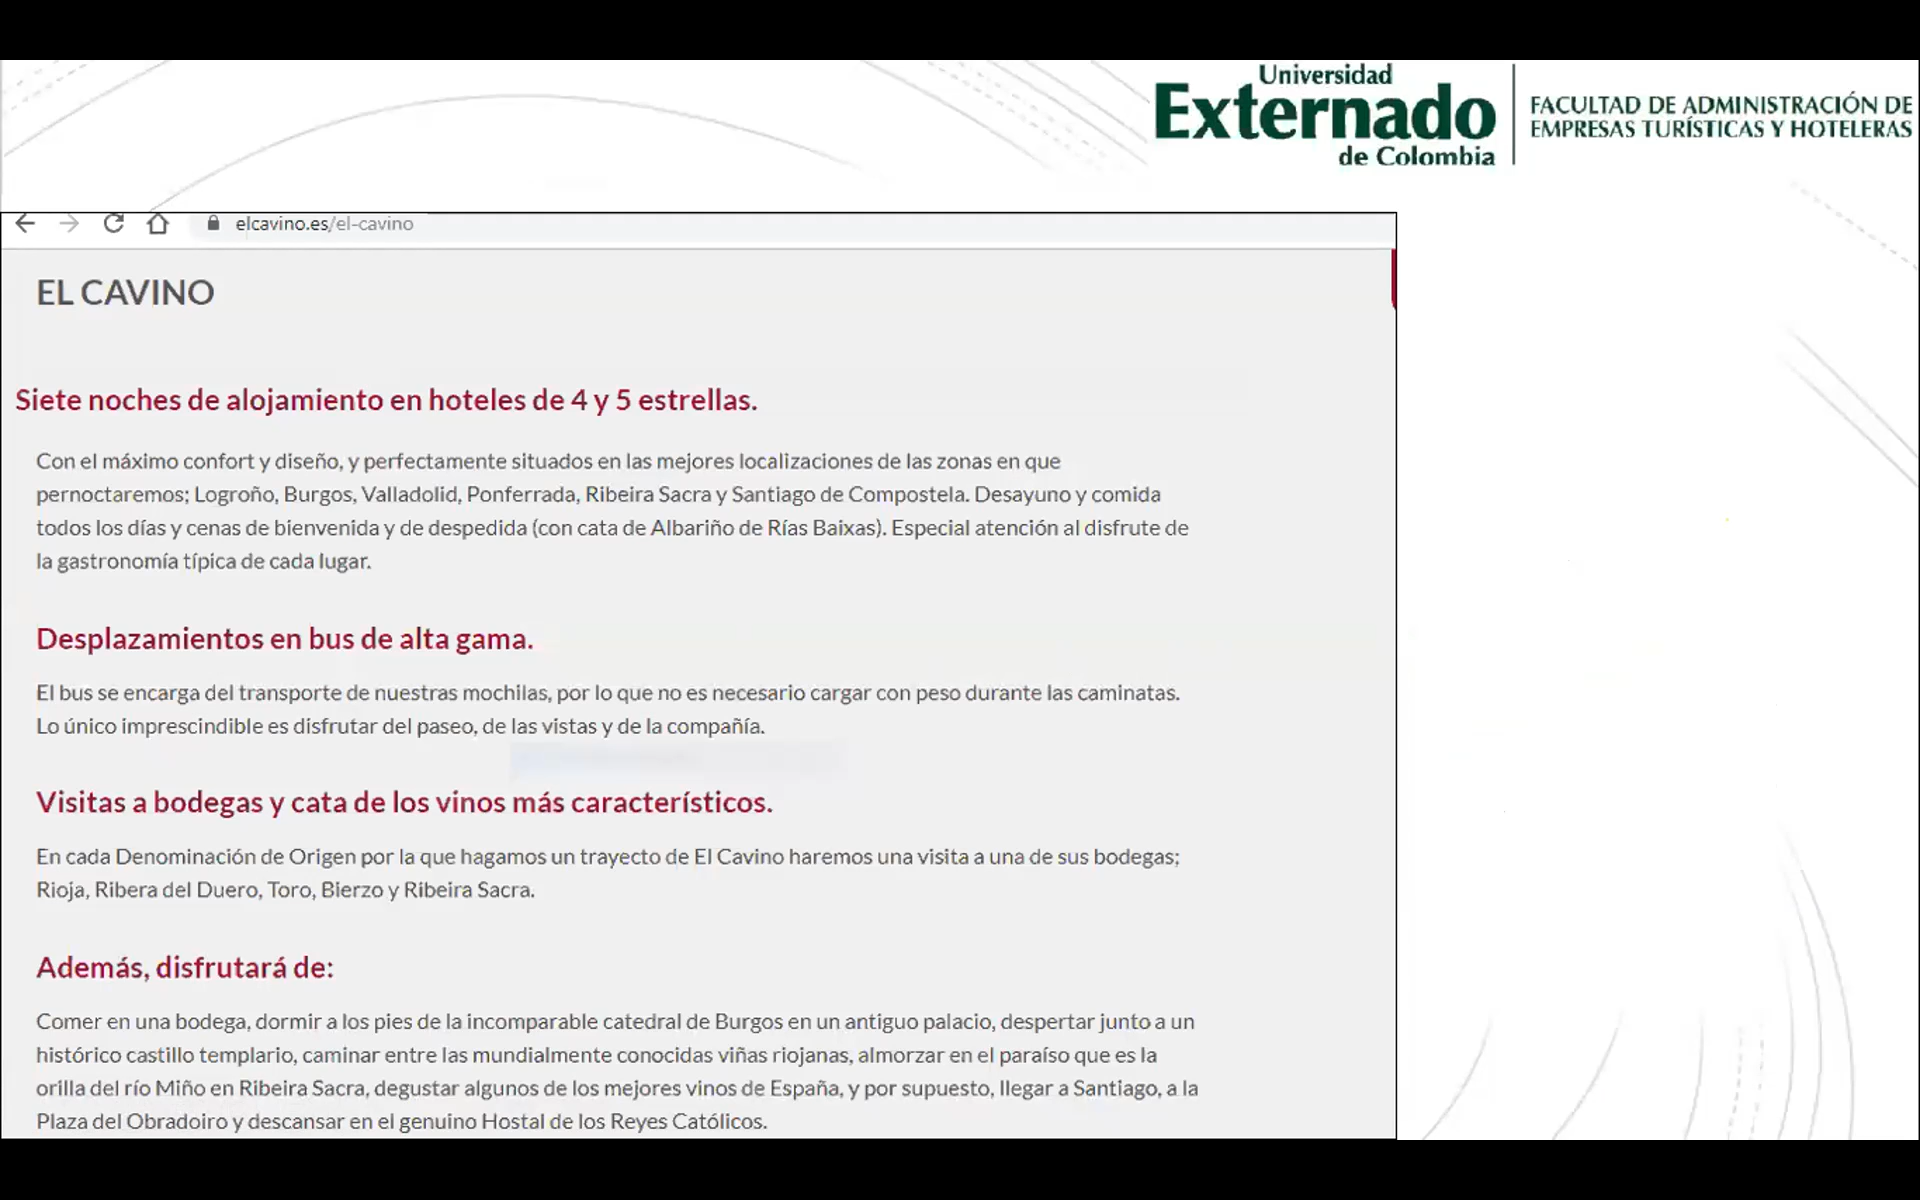 Universidad
Externado
de Colombia
FACULTAD DE ADMINISTRACIÓN DE
EMPRESAS TURÍSTICAS Y HOTELERAS
elcavino.es/el-cavino
EL CAVINO
Siete noches de alojamiento en hoteles de 4 y 5 estrellas.
Con el máximo confort y diseño, y perfectamente situados en las mejores localizaciones de las zonas en que
pernoctaremos; Logroño, Burgos, Valladolid, Ponferrada, Ribeira Sacra y Santiago de Compostela. Desayuno y comida
todos los días y cenas de bienvenida y de despedida (con cata de Albariño de Rías Baixas). Especial atención al disfrute de
la gastronomía típica de cada lugar.
Desplazamientos en bus de alta gama.
El bus se encarga del transporte de nuestras mochilas, por lo que no es necesario cargar con peso durante las caminatas.
Lo único imprescindible es disfrutar del paseo, de las vistas y de la compañía.
Visitas a bodegas y cata de los vinos más característicos.
En cada Denominación de Origen por la que hagamos un trayecto de El Cavino haremos una visita a una de sus bodegas;
Rioja, Ribera del Duero, Toro, Bierzo y Ribeira Sacra.
Además, disfrutará de:
Comer en una bodega, dormir a los pies de la incomparable catedral de Burgos en un antiguo palacio, despertar junto a un
histórico castillo templario, caminar entre las mundialmente conocidas viñas riojanas, almorzar en el paraíso que es la
orilla del río Miño en Ribeira Sacra, degustar algunos de los mejores vinos de España, y por supuesto, llegar a Santiago, a la
Plaza del Obradoiro y descansar en el genuino Hostal de los Reyes Católicos.